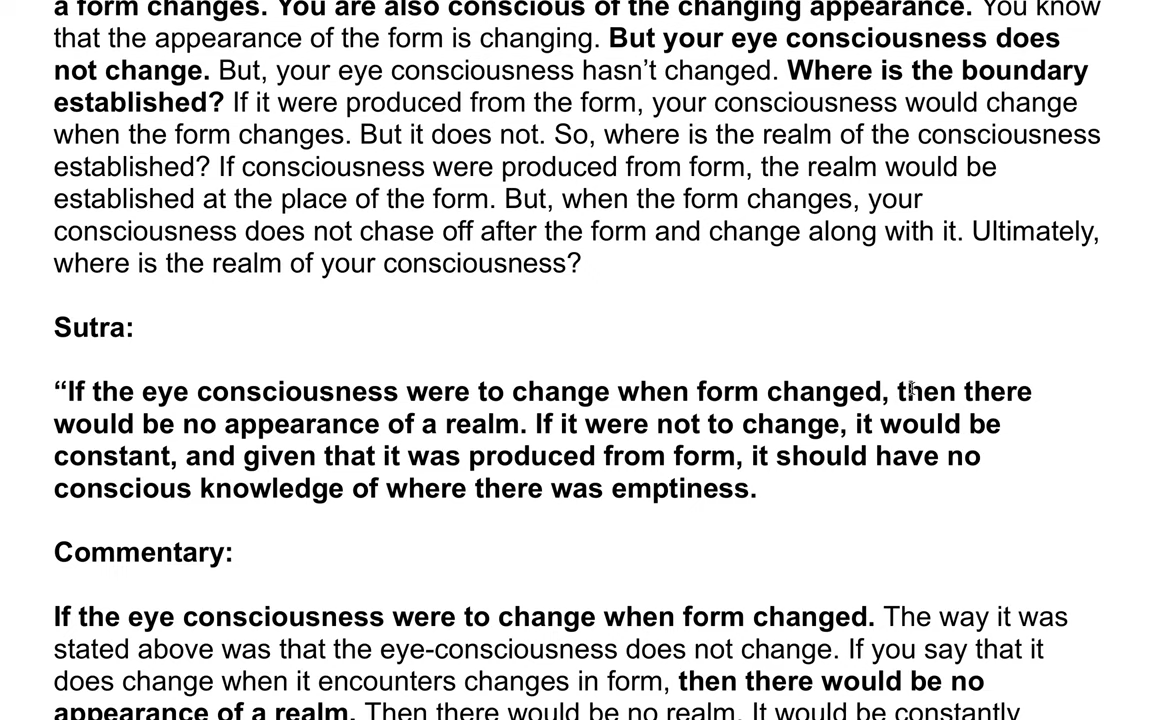 a form changes. You are also conscious of the changing appearance. You know
that the appearance of the form is changing. But your eye consciousness does
not change. But, your eye consciousness hasn’t changed. Where is the boundary
established? If it were produced from the form, your consciousness would change
when the form changes. But it does not. So, where is the realm of the consciousness
established? If consciousness were produced from form, the realm would be
established at the place of the form. But, when the form changes, your
consciousness does not chase off after the form and change along with it. Ultimately,
where is the realm of your consciousness?
Sutra:
“If the eye consciousness were to change when form changed, then there
would be no appearance of a realm. If it were not to change, it would be
constant, and given that it was produced from form, it should have no
conscious knowledge of where there was emptiness.
Commentary:
If the eye consciousness were to change when form changed. The way it was
stated above was that the eye-consciousness does not change. If you say that it
does change when it encounters changes in form, then there would be no
appearance of a realm. Then there would be no realm. It would be constantly